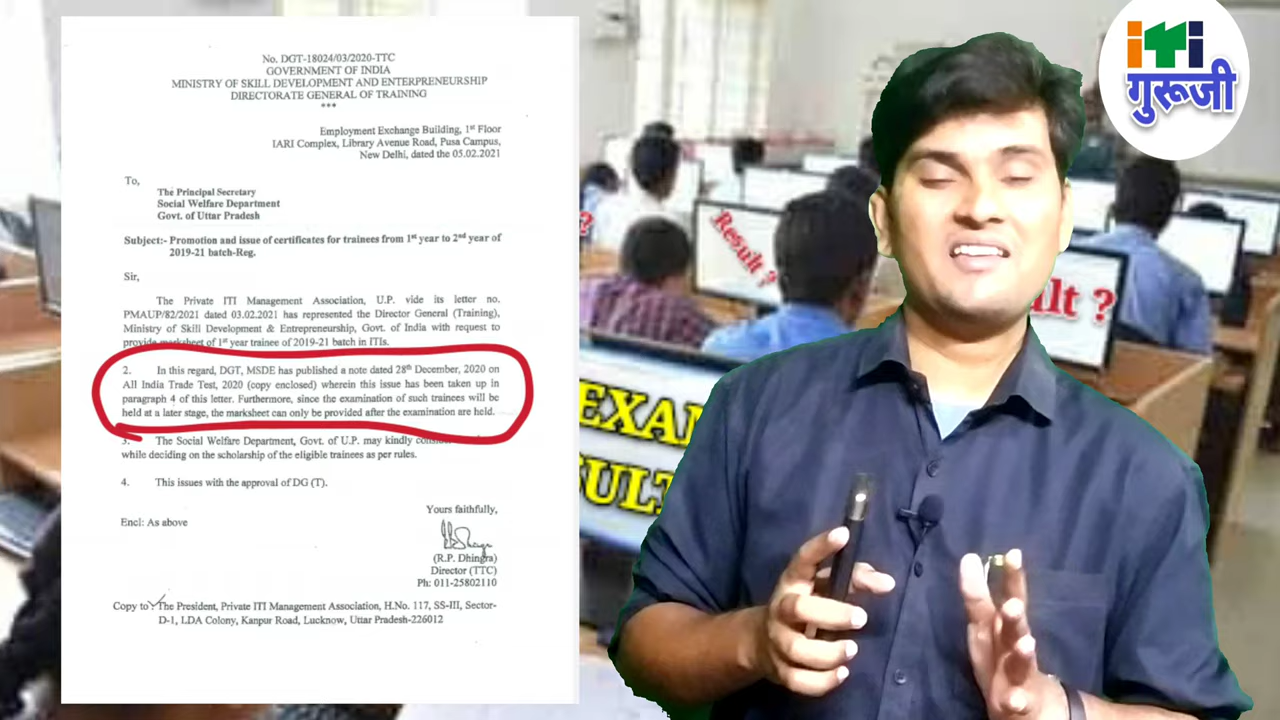 No. DGT-18024/03/2020-TTC
GOVERNMENT OF INDIA
MINISTRY OF SKILL DEVELOPMENT AND ENTERPRENEURSHIP
DIRECTORATE GENERAL OF TRAINING
***
Employment Exchange Building, 1st Floor
IARI Complex, Library Avenue Road, Pusa Campus,
New Delhi, dated the 05.02.2021
To,
The Principal Secretary
Social Welfare Department
Govt. of Uttar Pradesh
Subject:- Promotion and issue of certificates for trainees from 1st year to 2nd year of
2019-21 batch-Reg.
Sir,
The Private ITI Management Association, U.P. vide its letter no.
PMAUP/82/2021 dated 03.02.2021 has represented the Director General (Training),
Ministry of Skill Development & Entrepreneurship, Govt. of India with request to
provide marksheet of 1st year trainee of 2019-21 batch in ITIs.
2. In this regard, DGT, MSDE has published a note dated 28th December, 2020 on
All India Trade Test, 2020 (copy enclosed) wherein this issue has been taken up in
paragraph 4 of this letter. Furthermore, since the examination of such trainees will be
held at a later stage, the marksheet can only be provided after the examination are held.
3. The Social Welfare Department, Govt. of U.P. may kindly
while deciding on the scholarship of the eligible trainees as per rules.
4. This issues with the approval of DG (T).
Yours faithfully,
Encl: As above
(R.P. Dhingra)
Director (TTC)
Ph: 011-25802110
Copy to The President, Private ITI Management Association, H.No. 117, SS-III, Sector-
D-1, LDA Colony, Kanpur Road, Lucknow, Uttar Pradesh-226012
iTi
गुरूजी
?
Result ?
lt ?
EXAM
SULT